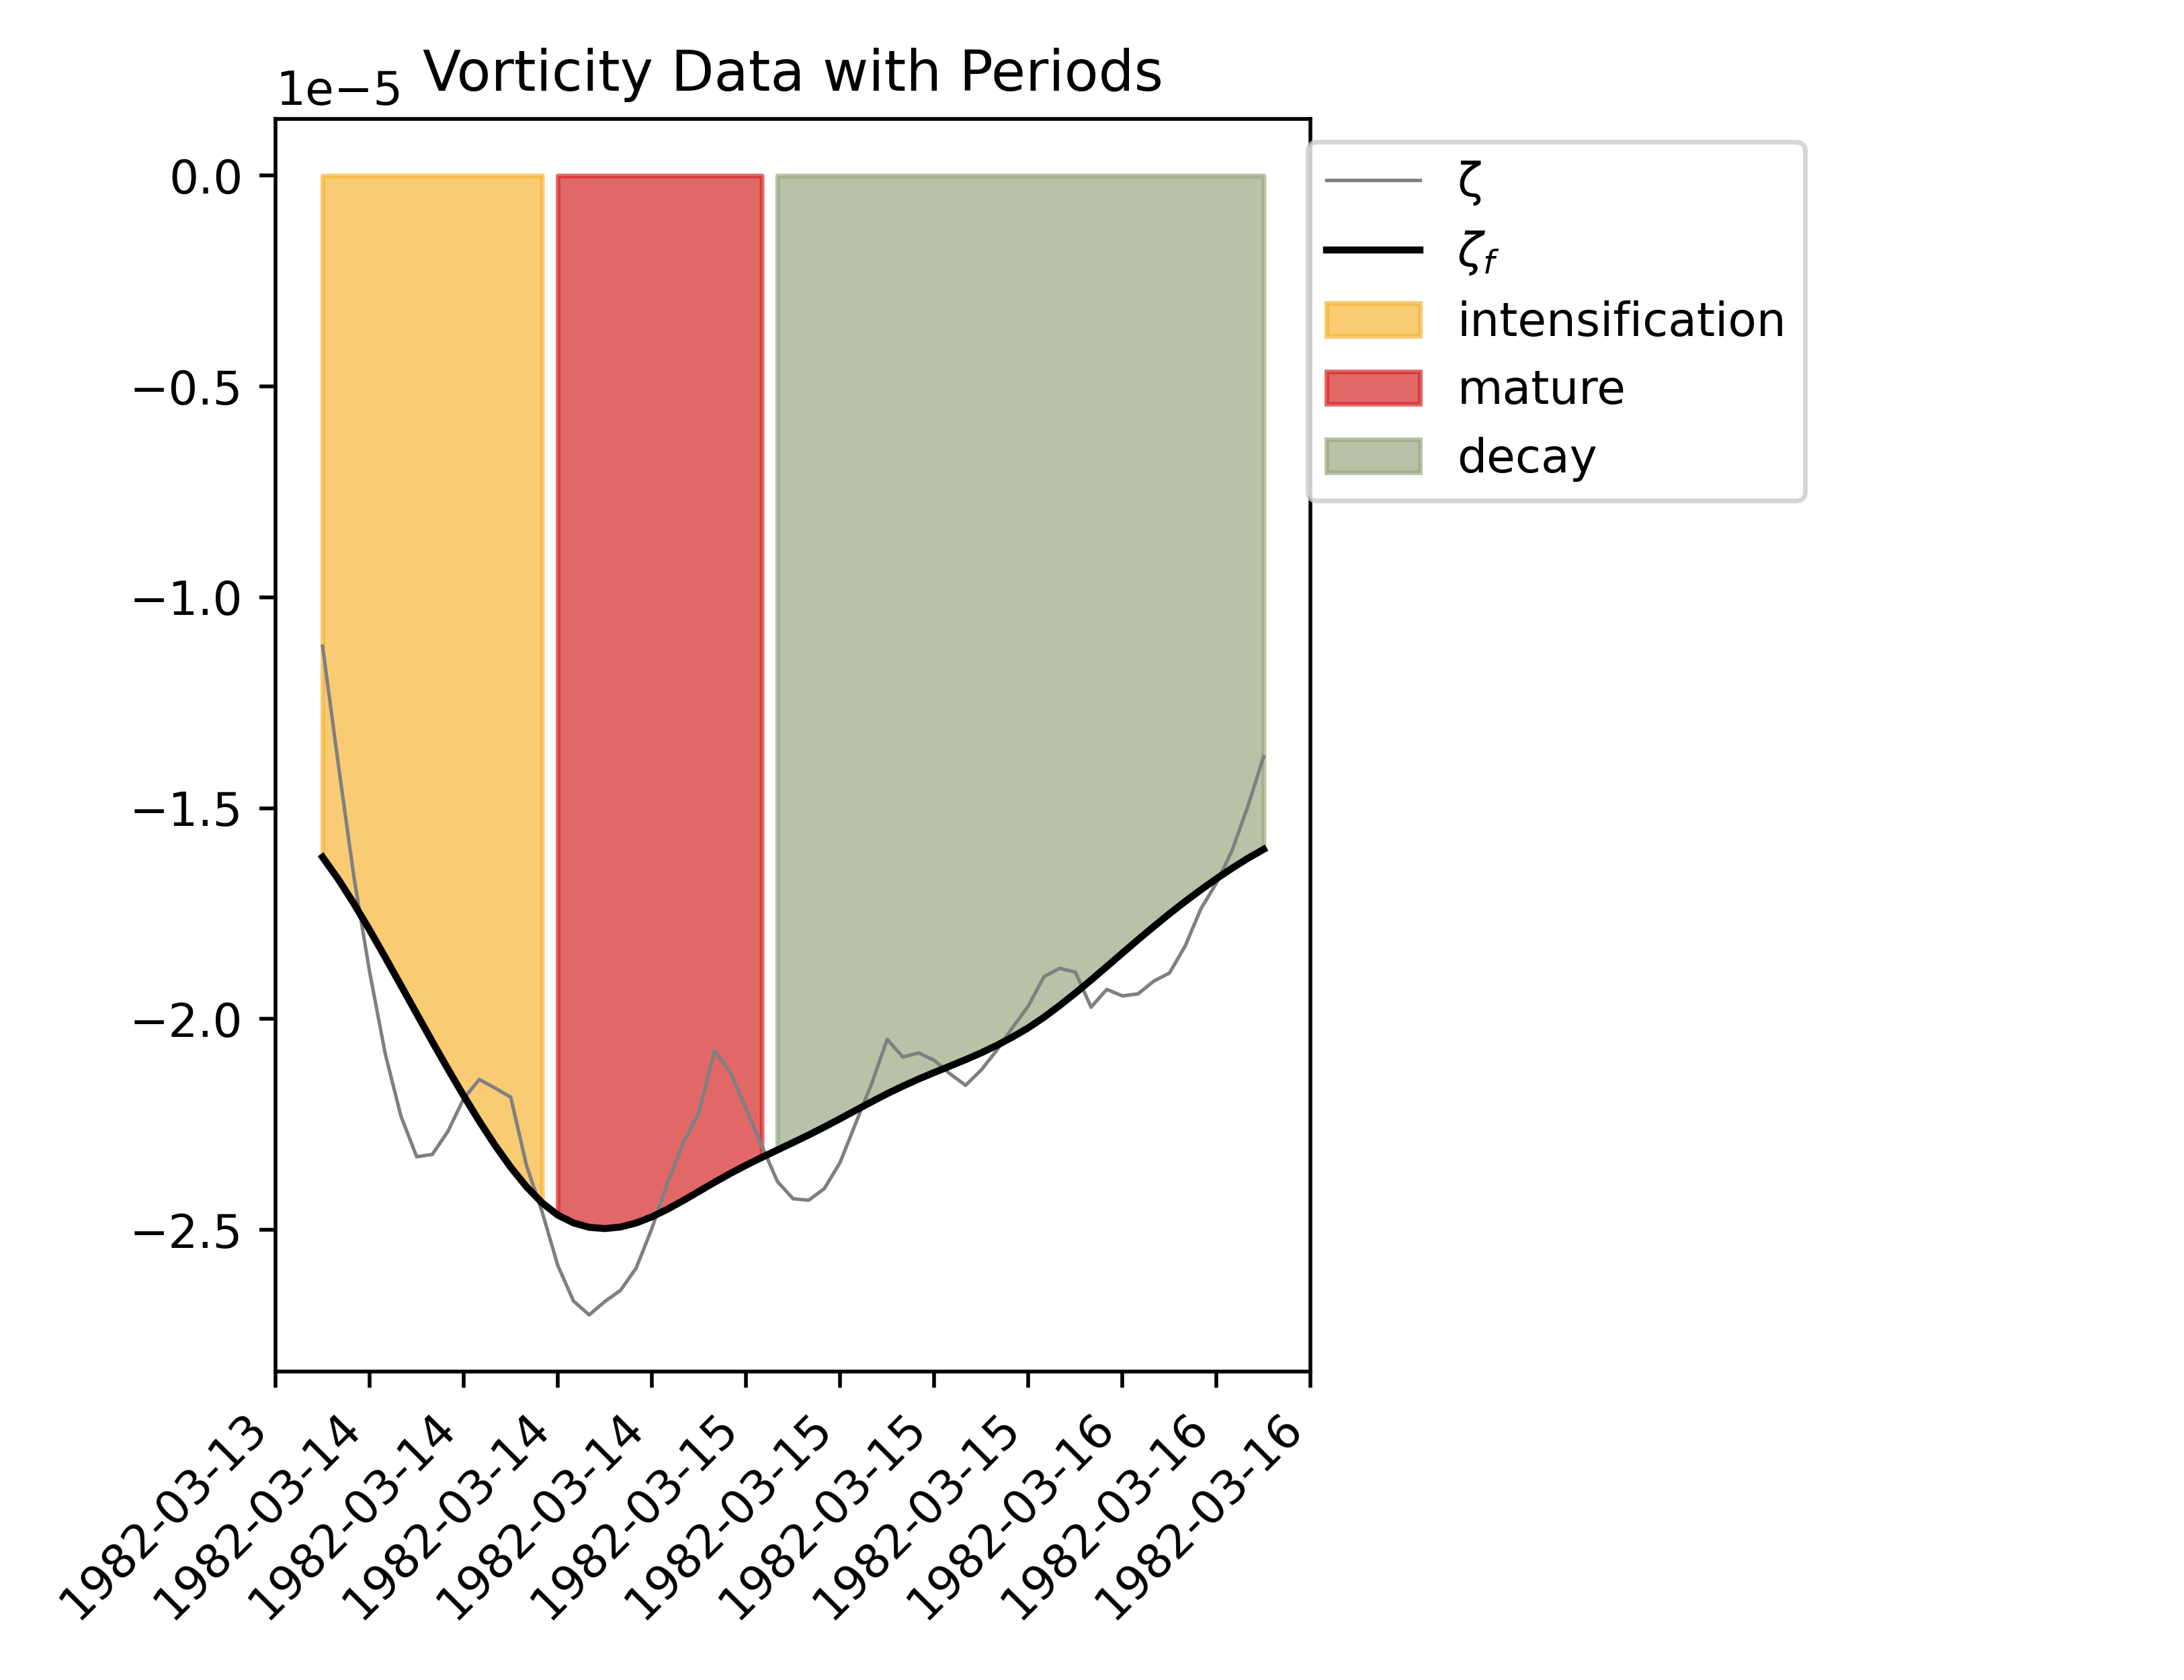 Vorticity Data with Periods
1e−5
0.0
−0.5
−1.0
−1.5
−2.0
−2.5
ζ
ζf
intensification
mature
decay
1982-03-13
1982-03-14
1982-03-14
1982-03-14
1982-03-14
1982-03-15
1982-03-15
1982-03-15
1982-03-15
1982-03-16
1982-03-16
1982-03-16